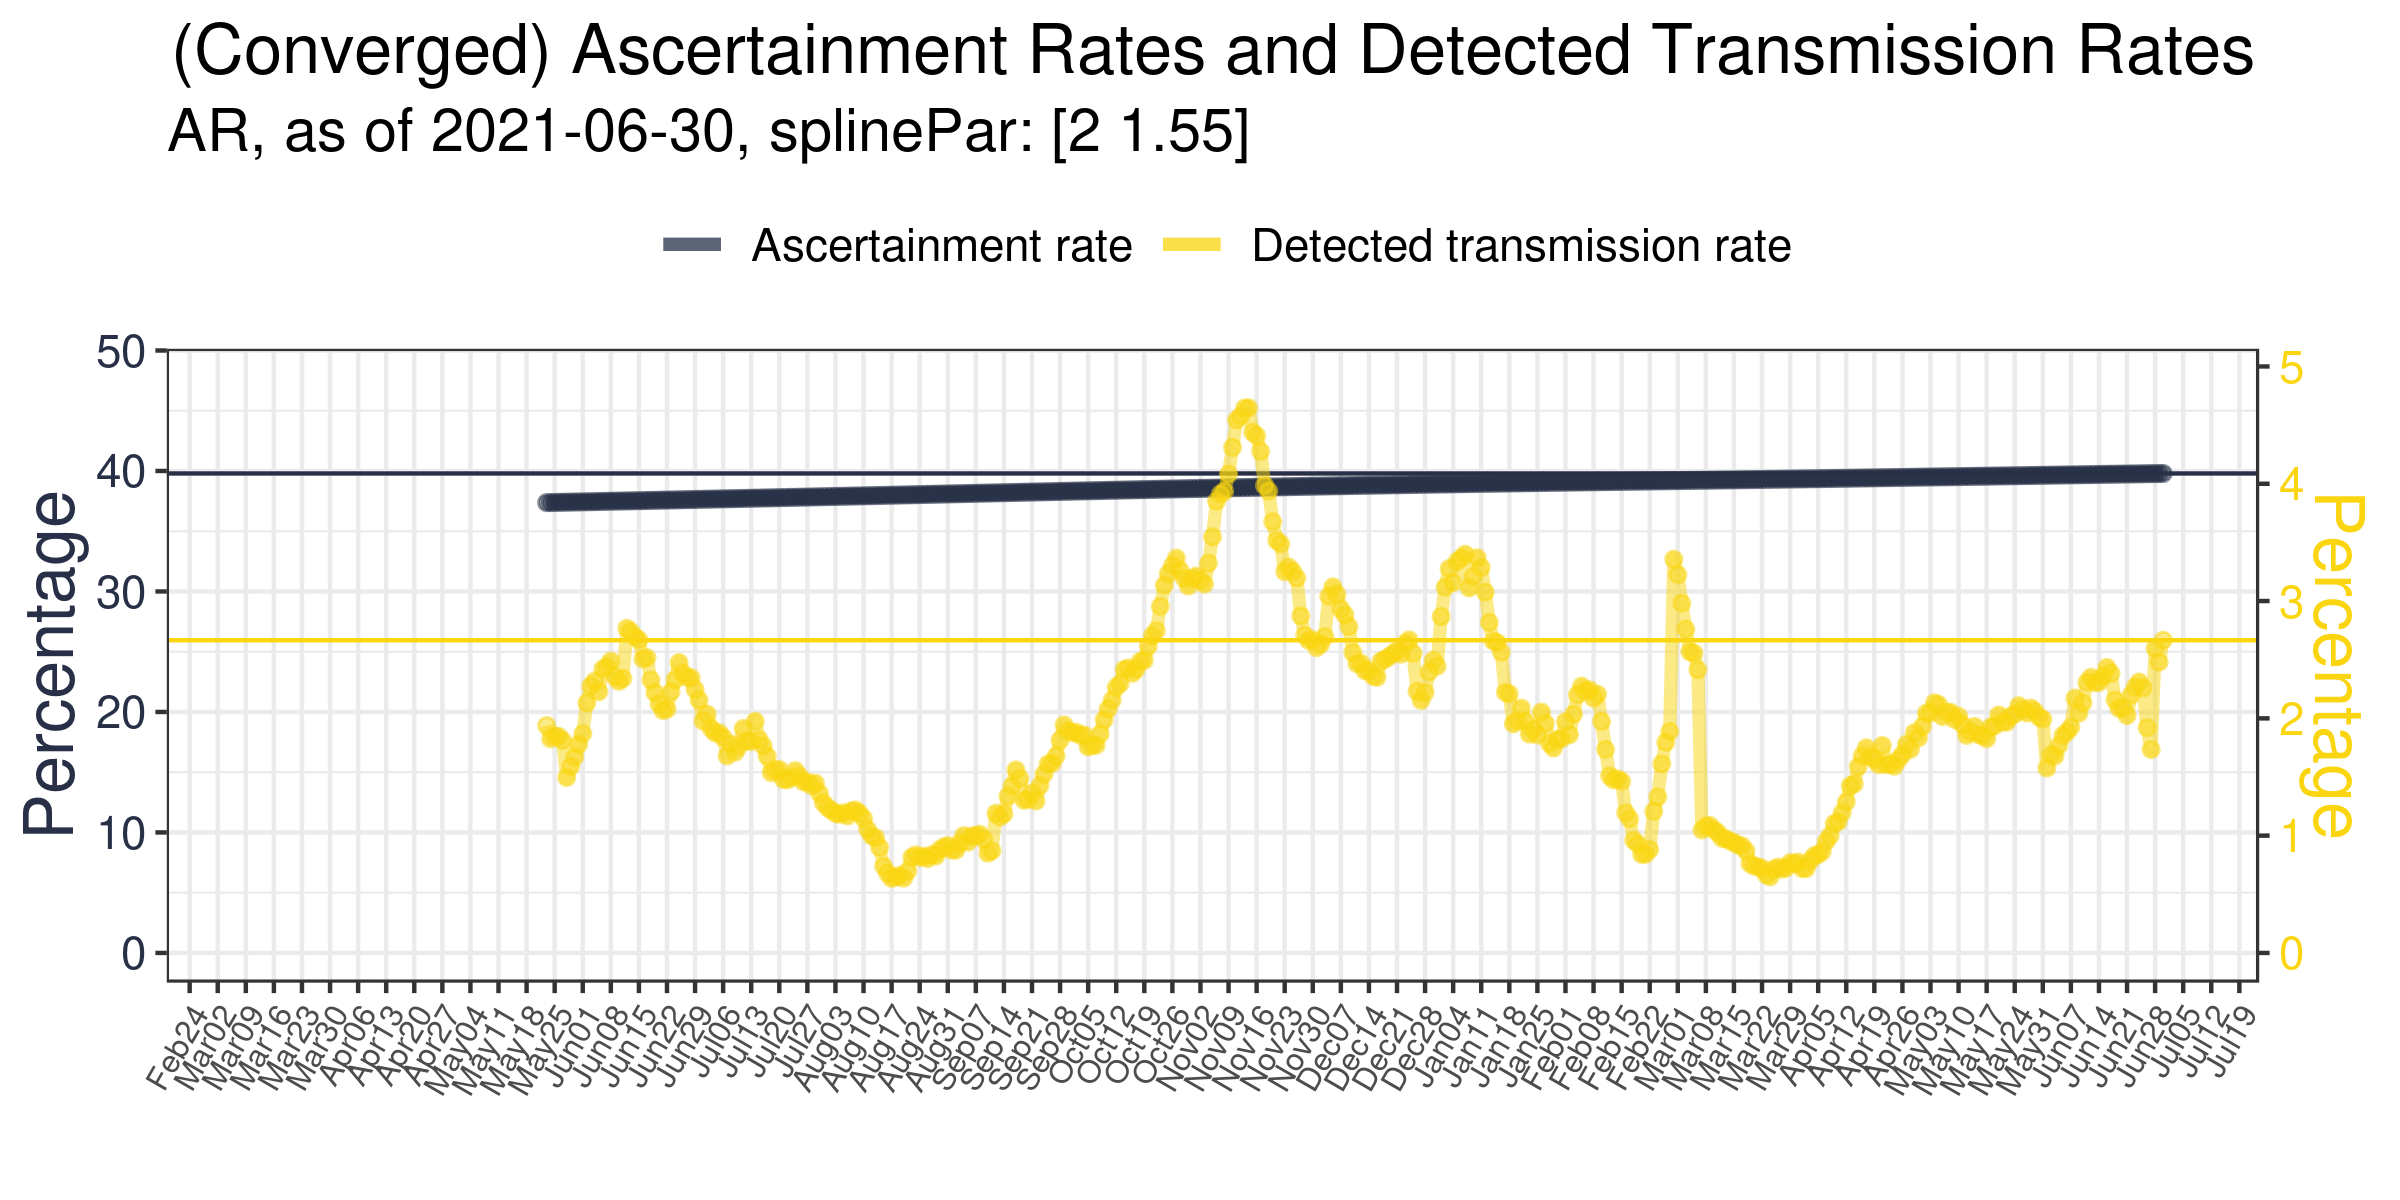 (Converged) Ascertainment Rates and Detected Transmission Rates
AR, as of 2021-06-30, splinePar: [2 1.55]
Ascertainment rate
Detected transmission rate
Percentage
50
40
30
20
10
0
5
4
3
2
1
0
Percentage
Feb24
Mar02
Mar09
Mar16
Mar23
Mar30
Apr06
Apr13
Apr20
Apr27
May04
May11
May18
May25
Jun01
Jun08
Jun15
Jun22
Jun29
Jul06
Jul13
Jul20
Jul27
Aug03
Aug10
Aug17
Aug24
Aug31
Sep07
Sep14
Sep21
Sep28
Oct05
Oct12
Oct19
Oct26
Nov02
Nov09
Nov16
Nov23
Nov30
Dec07
Dec14
Dec21
Dec28
Jan04
Jan11
Jan18
Jan25
Feb01
Feb08
Feb15
Feb22
Mar01
Mar08
Mar15
Mar22
Mar29
Apr05
Apr12
Apr19
Apr26
May03
May10
May17
May24
May31
Jun07
Jun14
Jun21
Jun28
Jul05
Jul12
Jul19